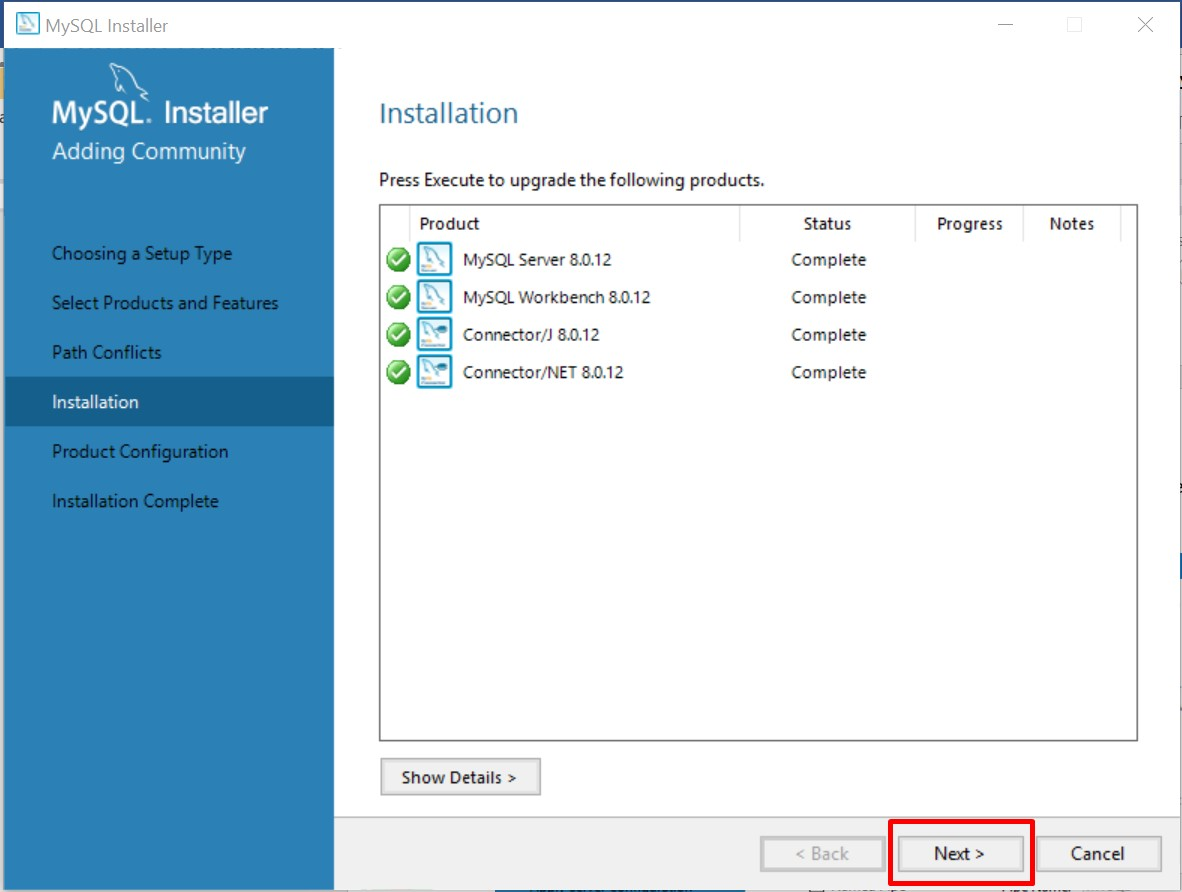 MySQL Installer
MySQL. Installer
Adding Community
Choosing a Setup Type
Select Products and Features
Path Conflicts
Installation
Product Configuration
Installation Complete
Installation
Press Execute to upgrade the following products.
Product Status Progress Notes
MySQL Server 8.0.12 Complete
MySQL Workbench 8.0.12 Complete
Connector/J 8.0.12 Complete
Connector/NET 8.0.12 Complete
Show Details >
< Back Next > Cancel